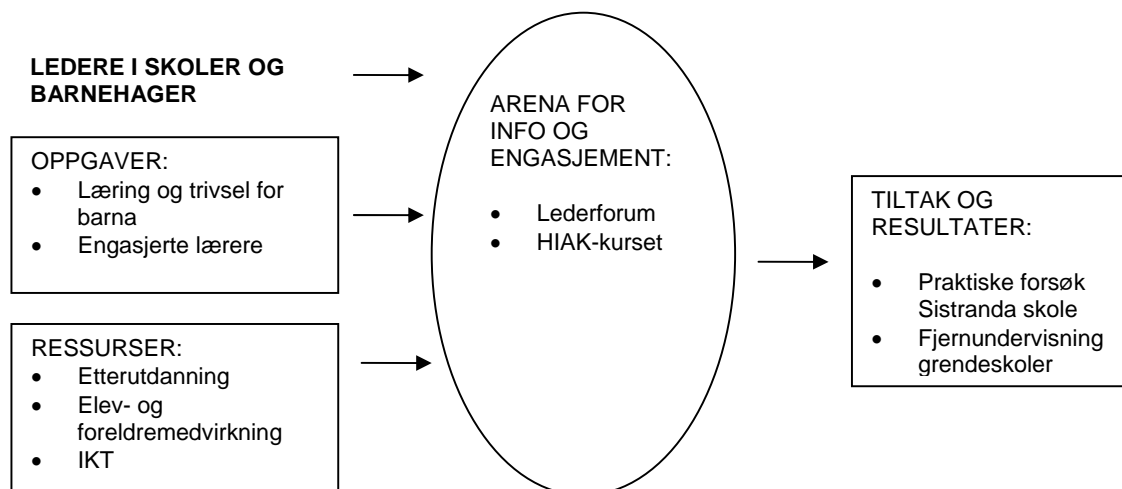 LEDERE I SKOLER OG
BARNEHAGER
OPPGAVER:
• Læring og trivsel for
barna
• Engasjerte lærere
RESSURSER:
• Etterutdanning
• Elev- og
foreldremedvirkning
• IKT
ARENA FOR
INFO OG
ENGASJEMENT:
• Lederforum
• HIAK-kurset
TILTAK OG
RESULTATER:
• Praktiske forsøk
Sistranda skole
• Fjernundervisning
grendeskoler